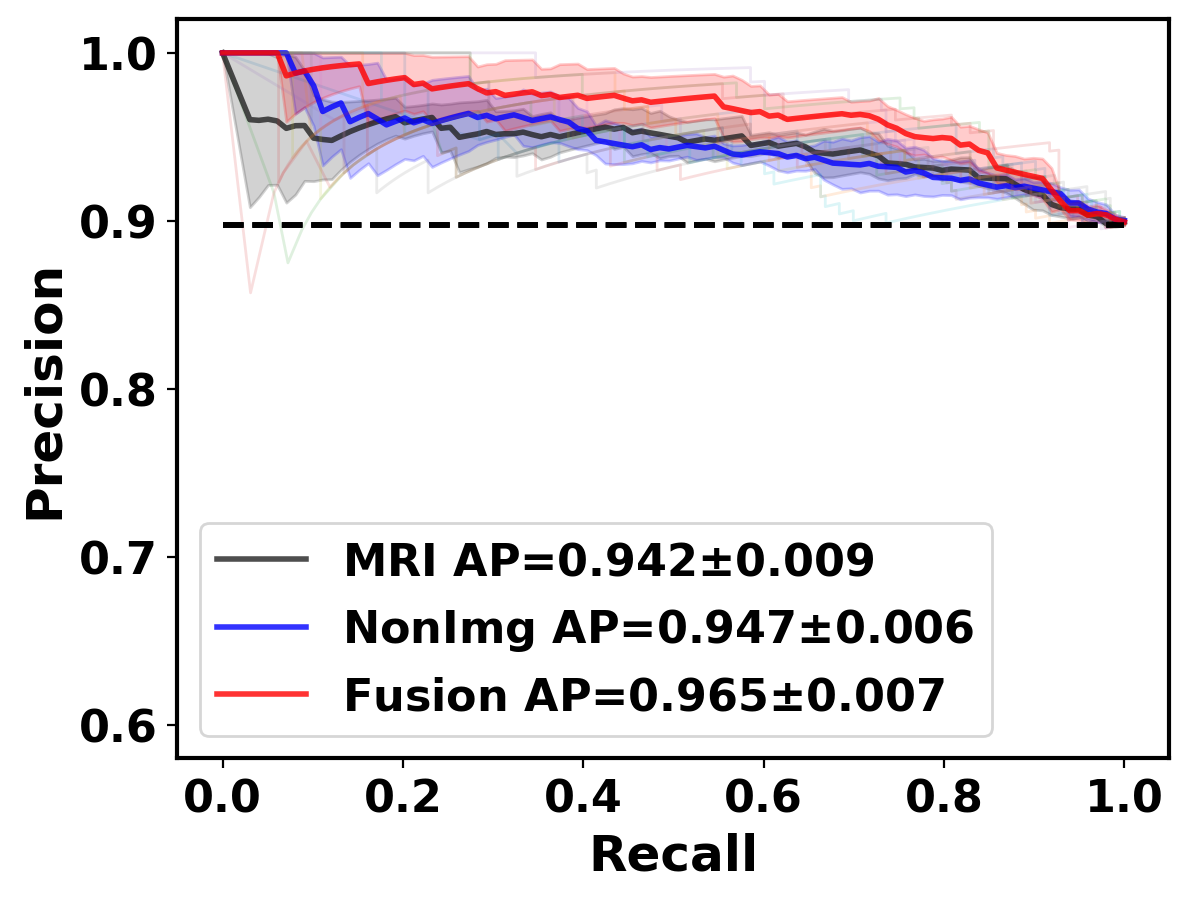 1.0
0.9
0.8
0.7
0.6
Precision
MRI AP=0.942±0.009
NonImg AP=0.947±0.006
Fusion AP=0.965±0.007
0.0 0.2 0.4 0.6 0.8 1.0
Recall